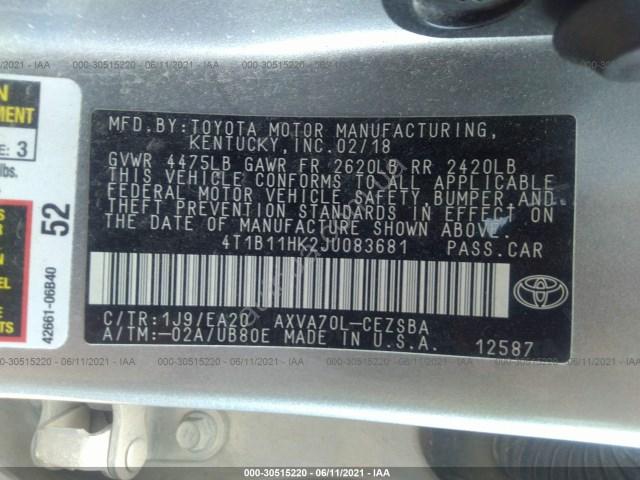 000-30515220 - 06/11/2021 - IAA 000-30515220 - 06/11/2021 - IAA 000-30515220 - 06/11/2021 - IAA
MFD.BY:TOYOTA MOTOR MANUFACTURING,
KENTUCKY,INC.02/18
GVWR 4475LB GAWR FR 2620LB RR 2420LB
THIS VEHICLE CONFORMS TO ALL APPLICABLE
FEDERAL MOTOR VEHICLE SAFETY,BUMPER,AND
THEFT PREVENTION STANDARDS IN EFFECT ON
THE DATE OF MANUFACTURE SHOWN ABOVE.
4T1B11HK2JU083681 PASS.CAR
C/TR:1J9/EA20 AXVA70L-CEZSBA
A/TM:-02A/UB80E MADE IN U.S.A.
12587
TOYOTA
3
52
42661-06B40
000-30515220 - 06/11/2021 - IAA